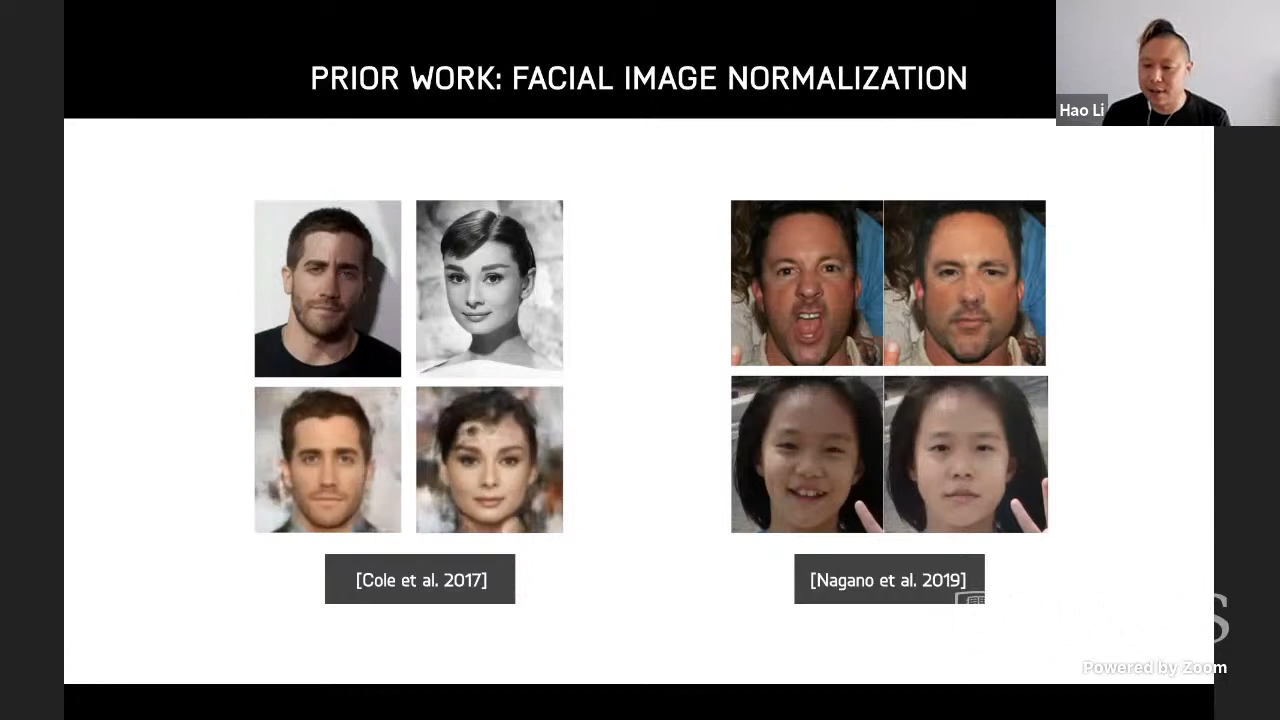 PRIOR WORK: FACIAL IMAGE NORMALIZATION
Hao Li
[Cole et al. 2017]
[Nagano et al. 2019]
Powered by Zoom